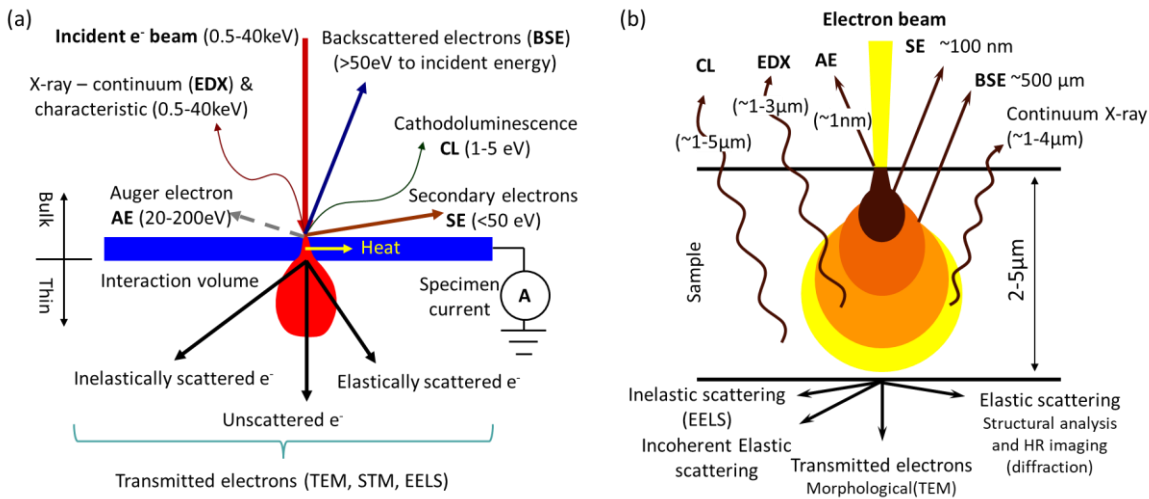 (a)
Incident e⁻ beam (0.5-40keV)
Backscattered electrons (BSE)
(>50eV to incident energy)
X-ray – continuum (EDX) &
characteristic (0.5-40keV)
Cathodoluminescence
CL (1-5 eV)
Auger electron
AE (20-200eV)
Secondary electrons
SE (<50 eV)
Bulk
Thin
Heat
Interaction volume
Specimen
current
A
Inelastically scattered e⁻
Elastically scattered e⁻
Unscattered e⁻
Transmitted electrons (TEM, STM, EELS)
(b)
Electron beam
CL
EDX
AE
SE ~100 nm
BSE ~500 µm
(~1-5µm)
(~1-3µm)
(~1nm)
Continuum X-ray
(~1-4µm)
Sample
2-5µm
Inelastic scattering
(EELS)
Incoherent Elastic
scattering
Transmitted electrons
Morphological(TEM)
Elastic scattering
Structural analysis
and HR imaging
(diffraction)